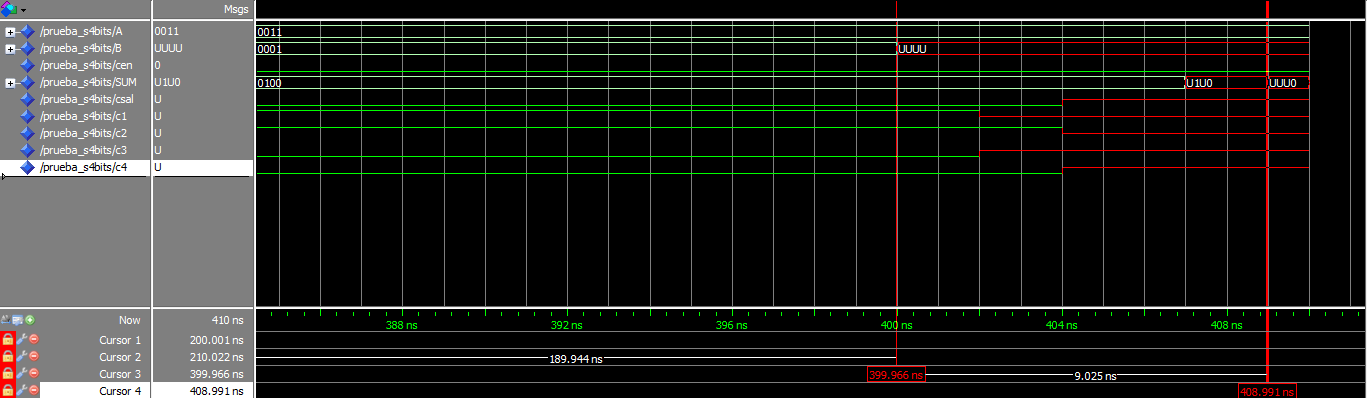 Msgs
/prueba_s4bits/A 0011 0011
/prueba_s4bits/B UUUU 0001 UUUU
/prueba_s4bits/cen 0
/prueba_s4bits/SUM U1U0 0100 U1U0 UUU0
/prueba_s4bits/csal U
/prueba_s4bits/c1 U
/prueba_s4bits/c2 U
/prueba_s4bits/c3 U
/prueba_s4bits/c4 U
Now 410 ns 388 ns 392 ns 396 ns 400 ns 404 ns 408 ns
Cursor 1 200.001 ns
Cursor 2 210.022 ns 189.944 ns
Cursor 3 399.966 ns 399.966 ns 9.025 ns
Cursor 4 408.991 ns 408.991 ns